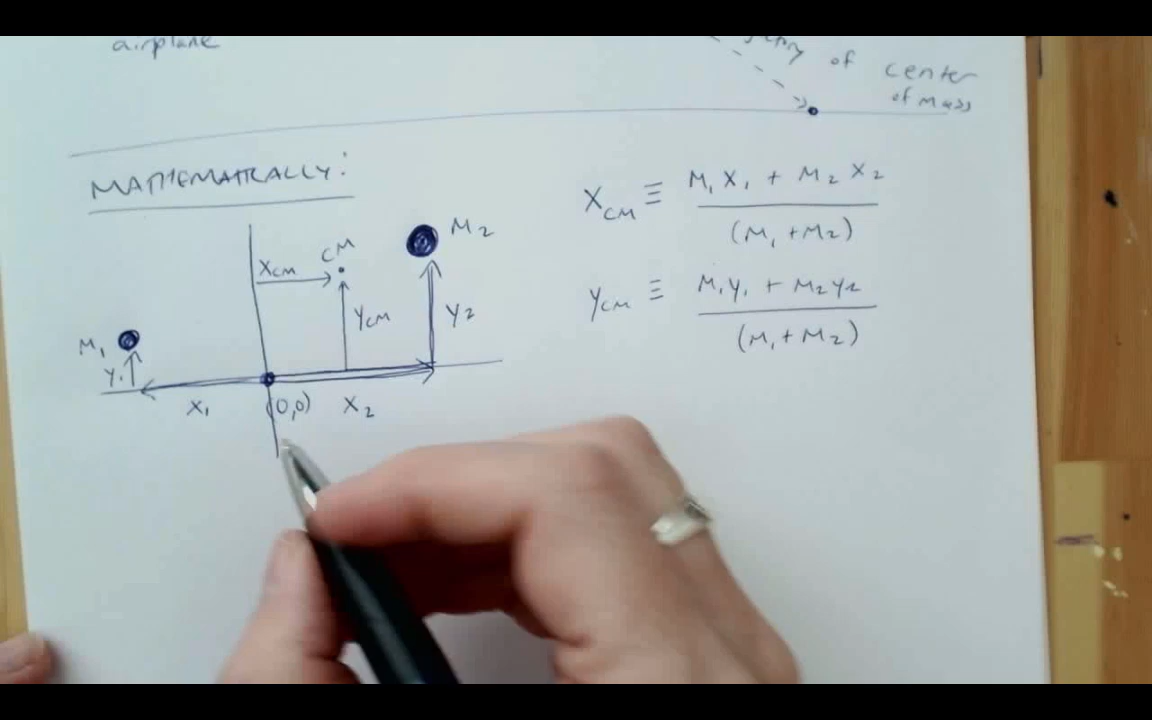 airplane
of center
of mass
MATHEMATICALLY:
X_CM ≡ M₁X₁ + M₂X₂
(M₁+M₂)
Y_CM ≡ M₁Y₁ + M₂Y₂
(M₁+M₂)
M₂
CM
X_CM
Y_CM
Y₂
M₁
Y₁
X₁
(0,0)
X₂